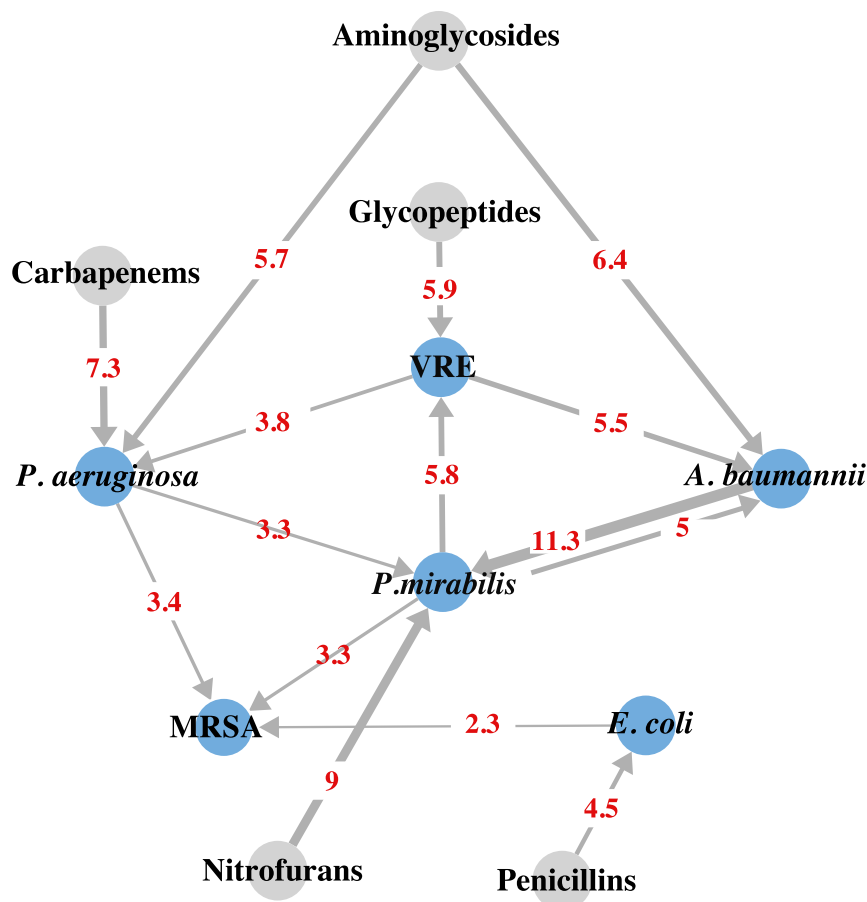 Aminoglycosides
Glycopeptides
5.7
6.4
Carbapenems
5.9
7.3
VRE
3.8
5.5
P. aeruginosa
5.8
A. baumannii
3.3
11.3
5
P.mirabilis
3.4
3.3
MRSA
2.3
E. coli
9
4.5
Nitrofurans
Penicillins